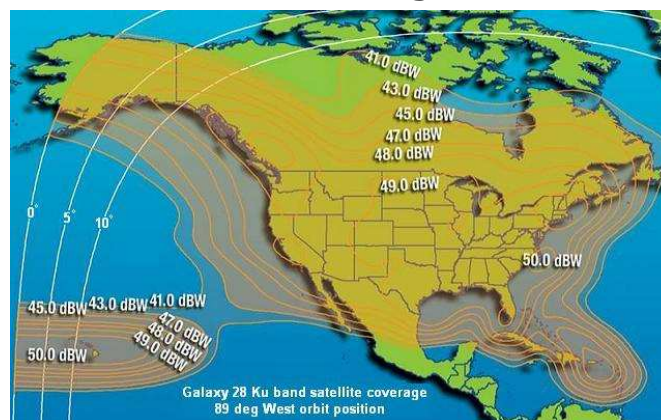 41.0 dBW
43.0 dBW
45.0 dBW
47.0 dBW
48.0 dBW
49.0 dBW
0°
5°
10°
50.0 dBW
45.0 dBW 43.0 dBW 41.0 dBW
47.0 dBW
48.0 dBW
49.0 dBW
50.0 dBW
Galaxy 28 Ku band satellite coverage
89 deg West orbit position